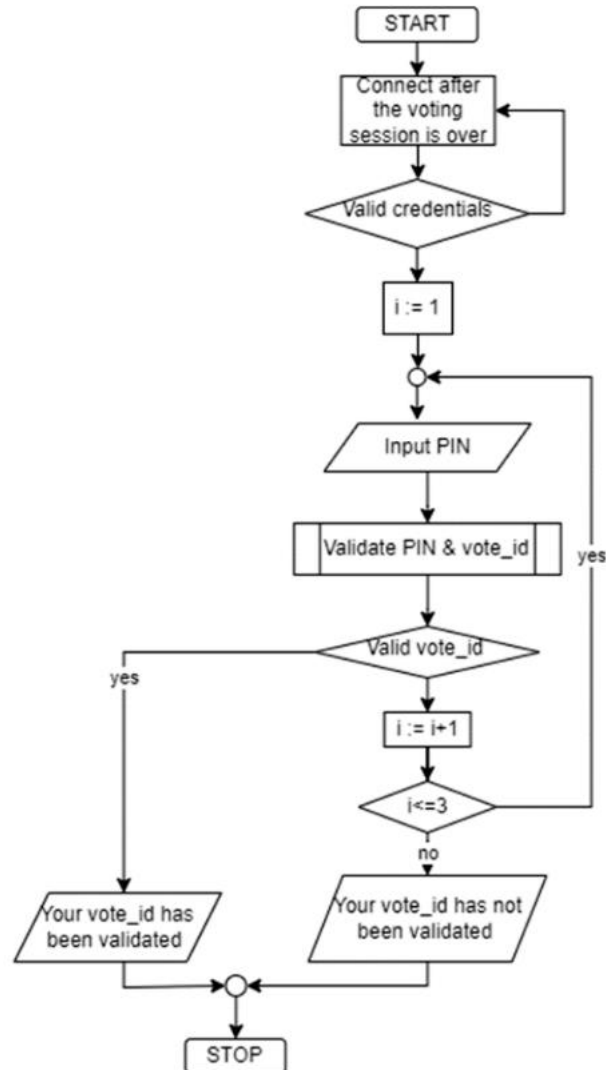 START
Connect after
the voting
session is over
Valid credentials
i := 1
Input PIN
Validate PIN & vote_id
yes
Valid vote_id
yes
i := i+1
i<=3
no
Your vote_id has
been validated
Your vote_id has not
been validated
STOP